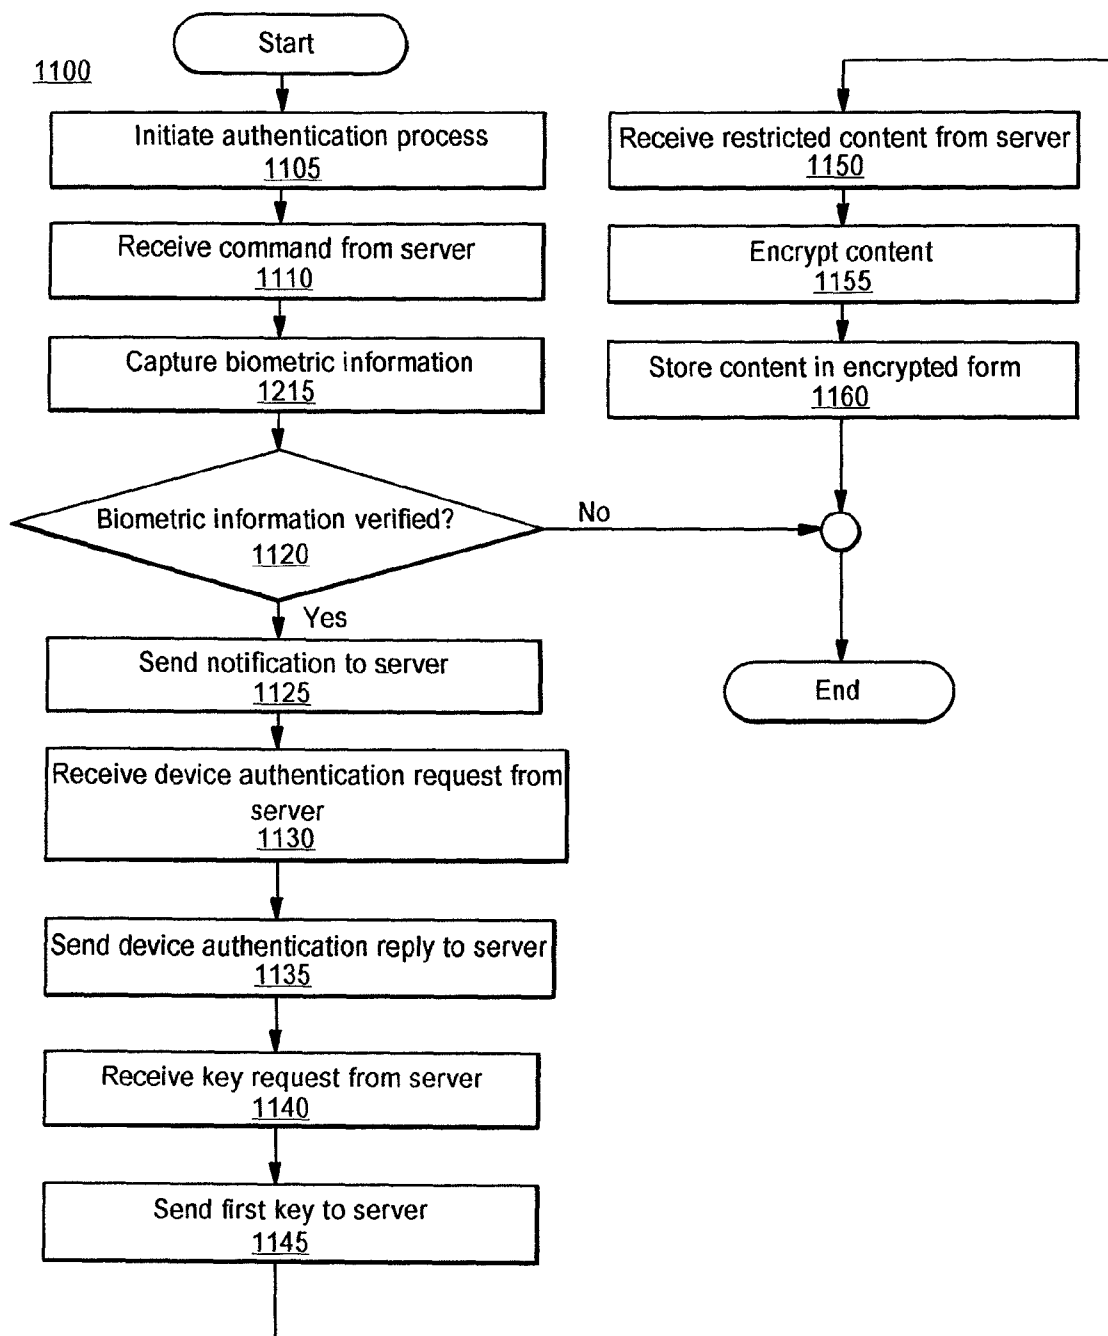 Start
1100
Initiate authentication process
1105
Receive command from server
1110
Capture biometric information
1215
Biometric information verified?
1120
No
Yes
Send notification to server
1125
Receive device authentication request from
server
1130
Send device authentication reply to server
1135
Receive key request from server
1140
Send first key to server
1145
Receive restricted content from server
1150
Encrypt content
1155
Store content in encrypted form
1160
End